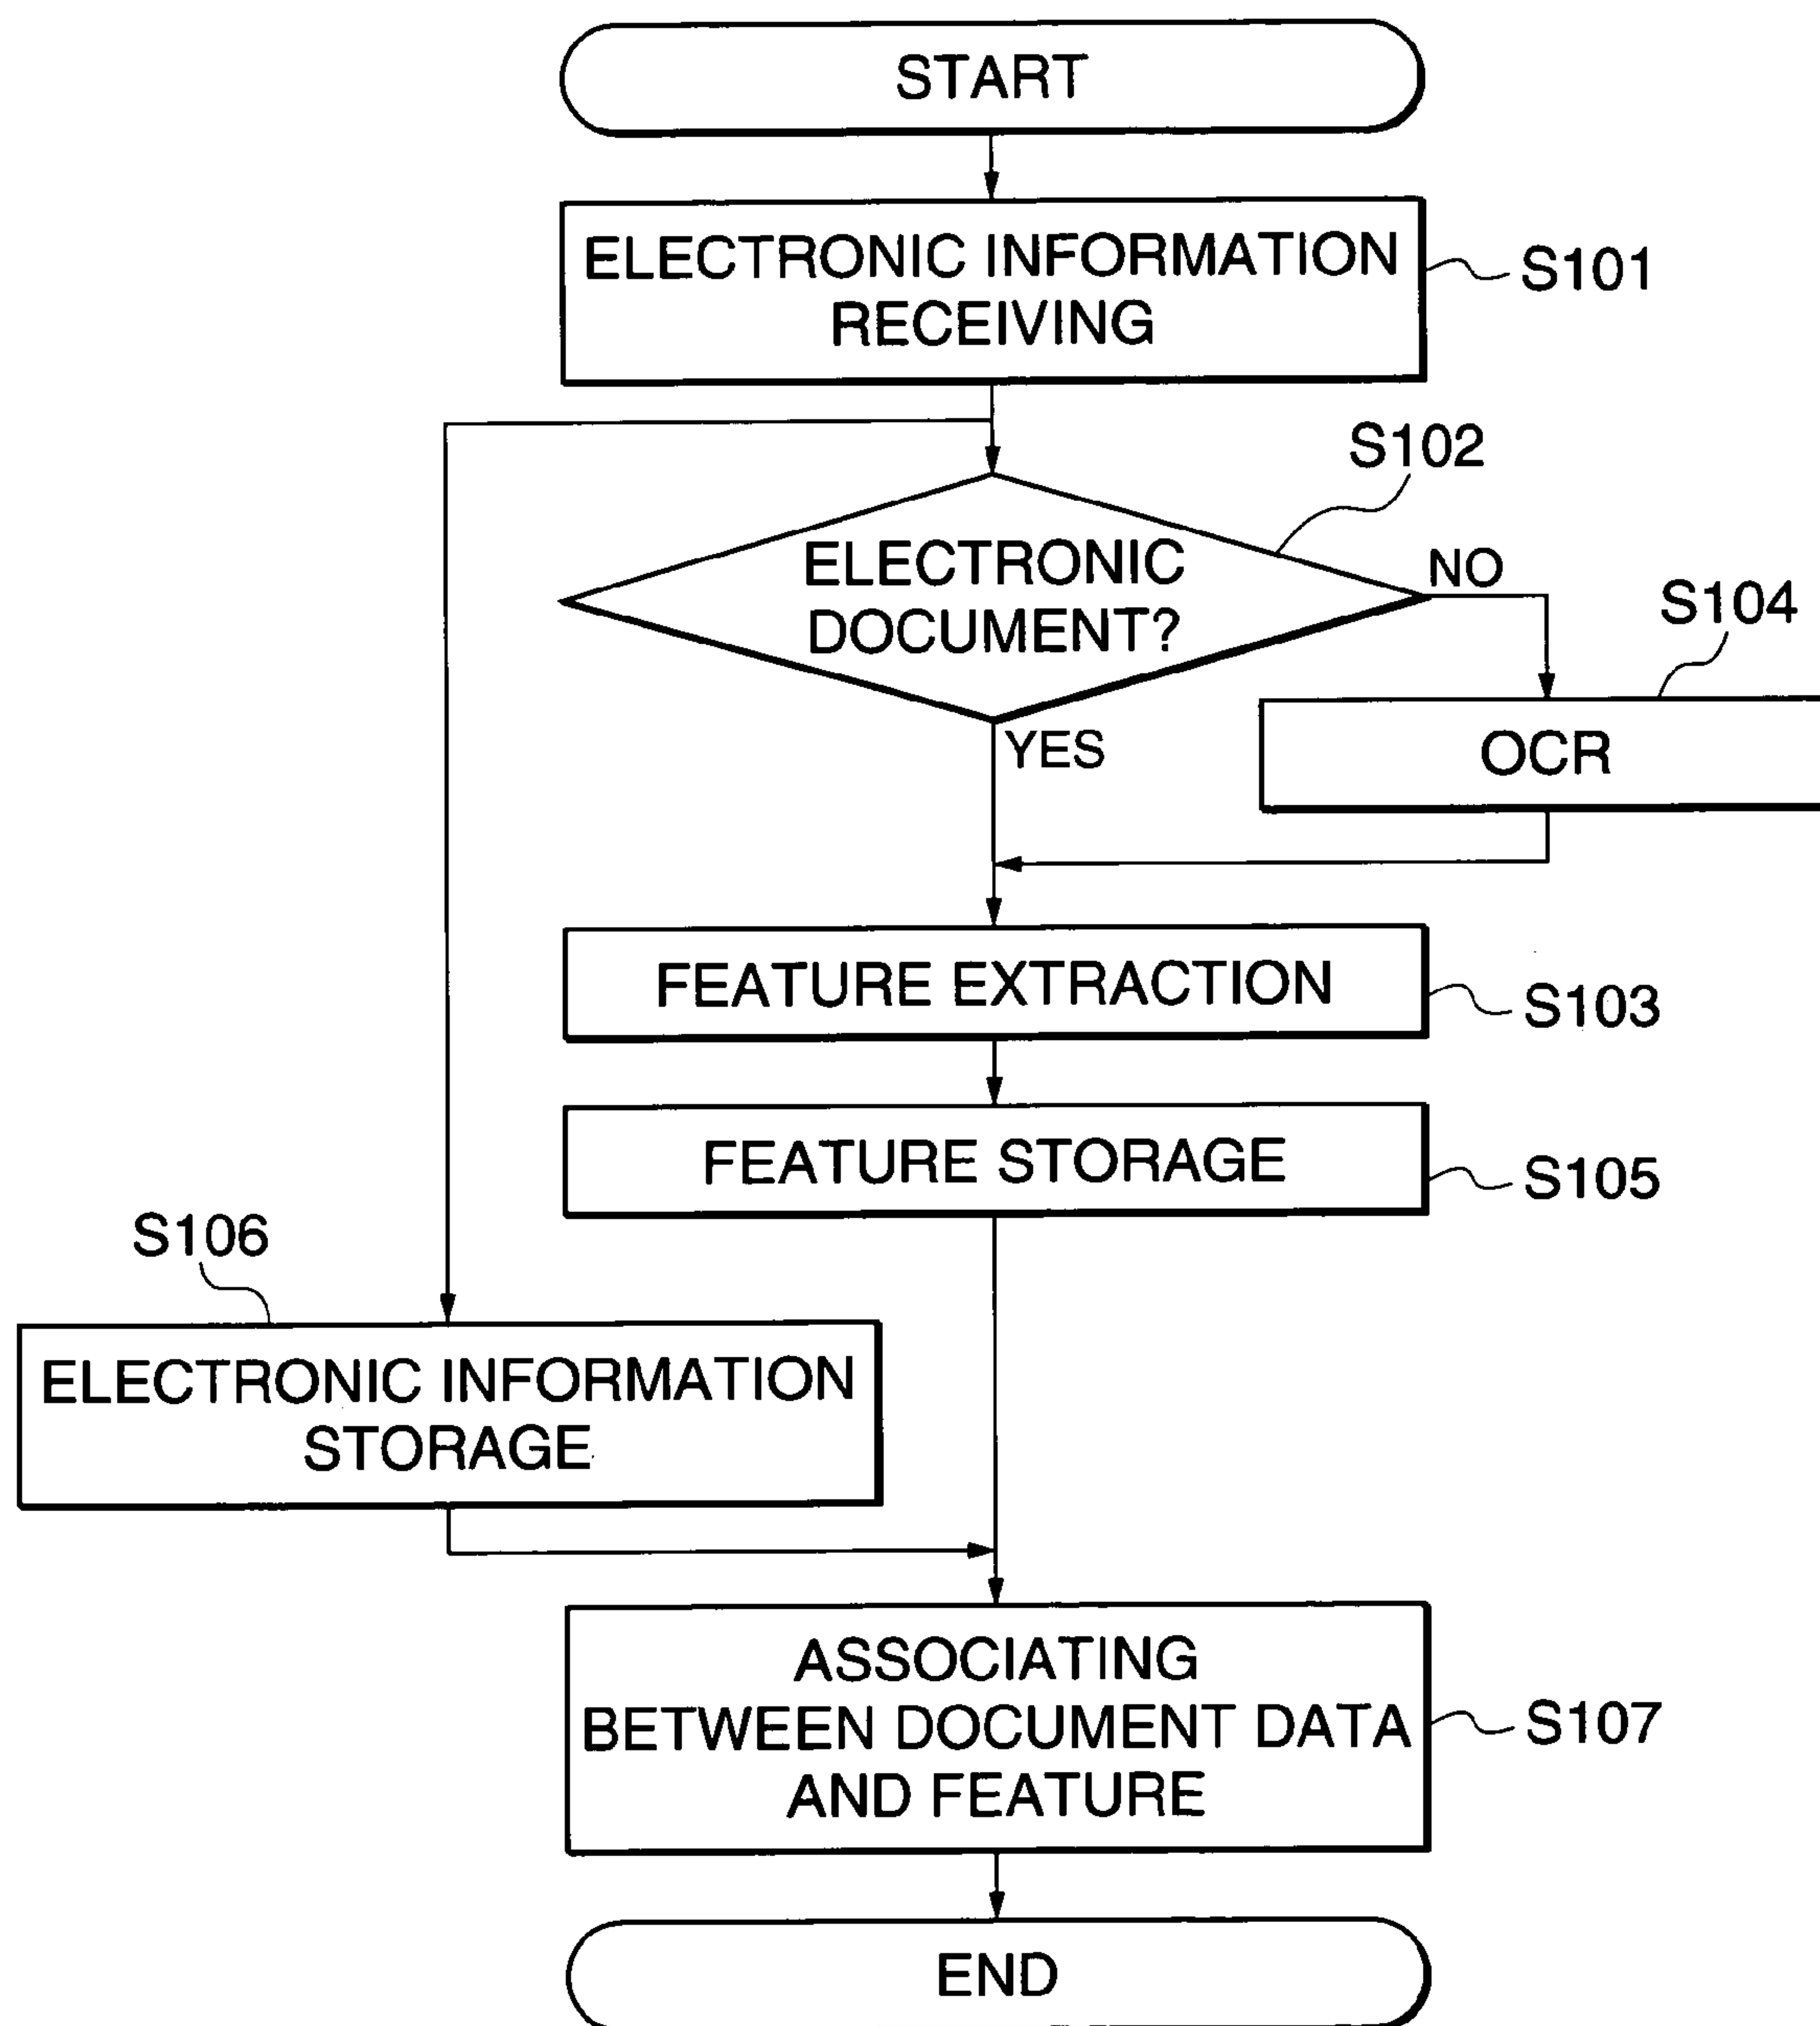 START
ELECTRONIC INFORMATION
RECEIVING
S101
S102
ELECTRONIC
DOCUMENT?
NO
S104
YES
OCR
FEATURE EXTRACTION
S103
FEATURE STORAGE
S105
S106
ELECTRONIC INFORMATION
STORAGE
ASSOCIATING
BETWEEN DOCUMENT DATA
AND FEATURE
S107
END